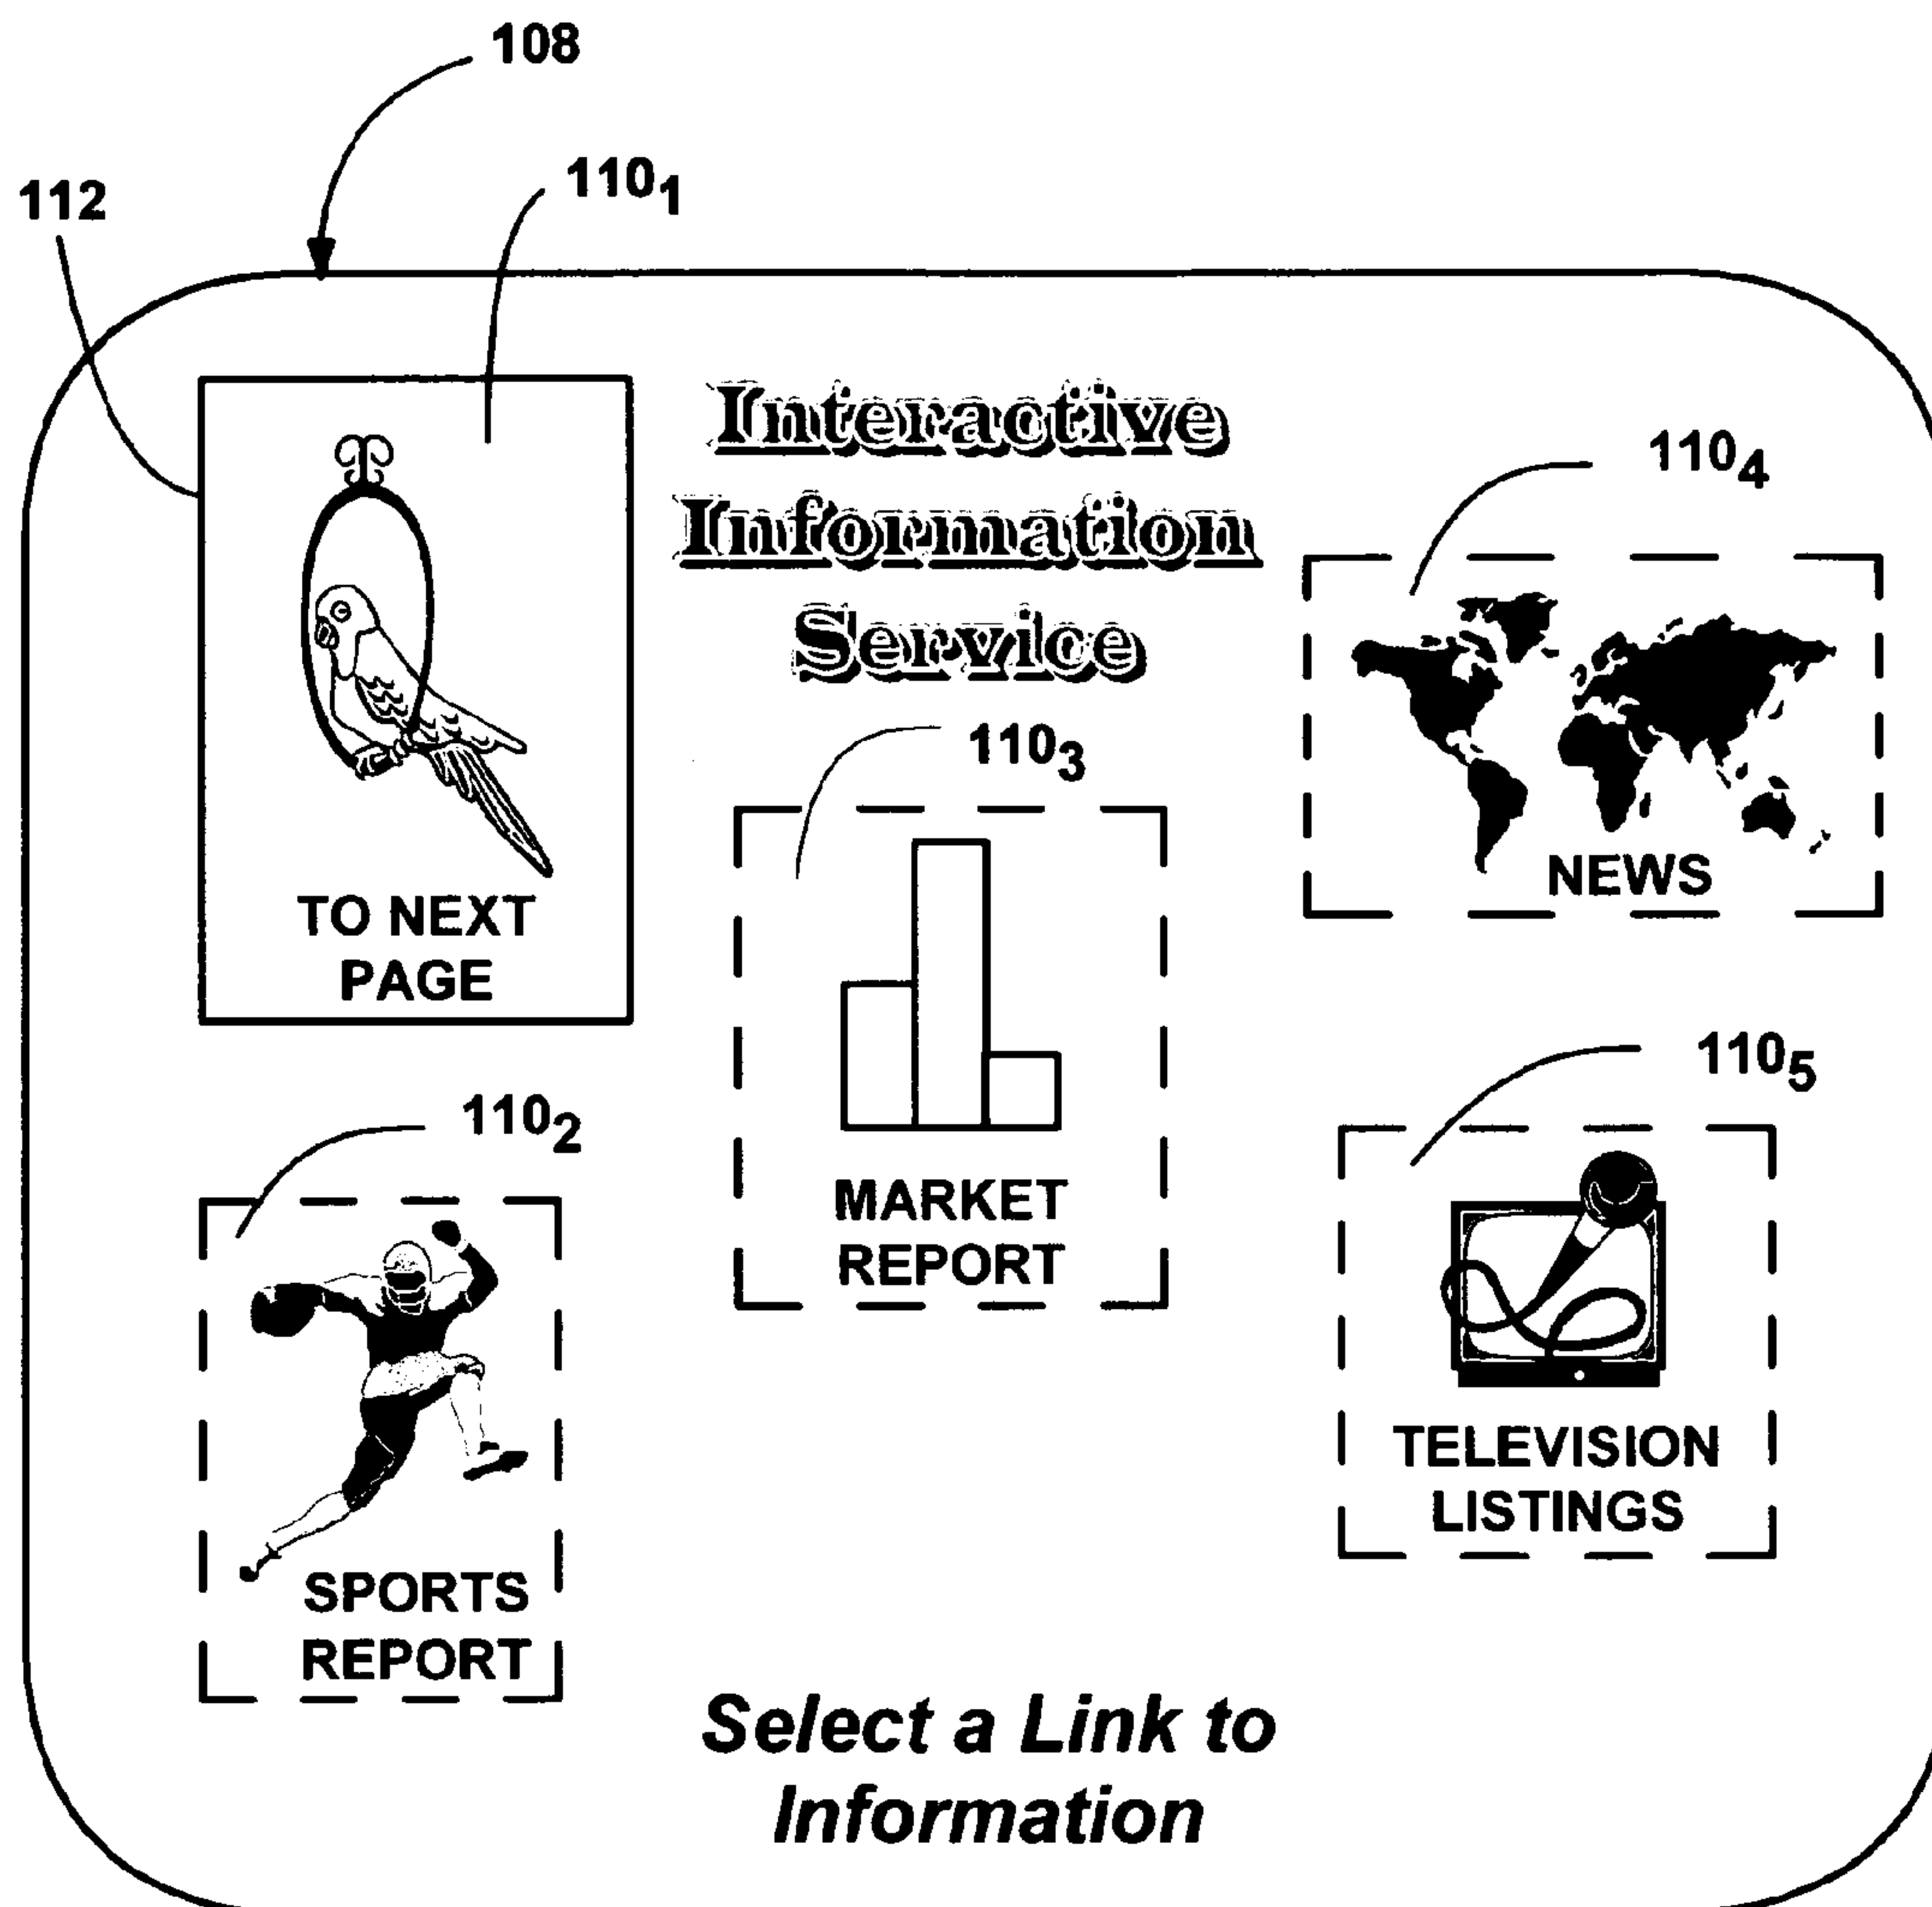 108
110₁
112
Interactive
Information
Service
110₄
NEWS
110₃
TO NEXT
PAGE
MARKET
REPORT
110₅
TELEVISION
LISTINGS
110₂
SPORTS
REPORT
Select a Link to
Information